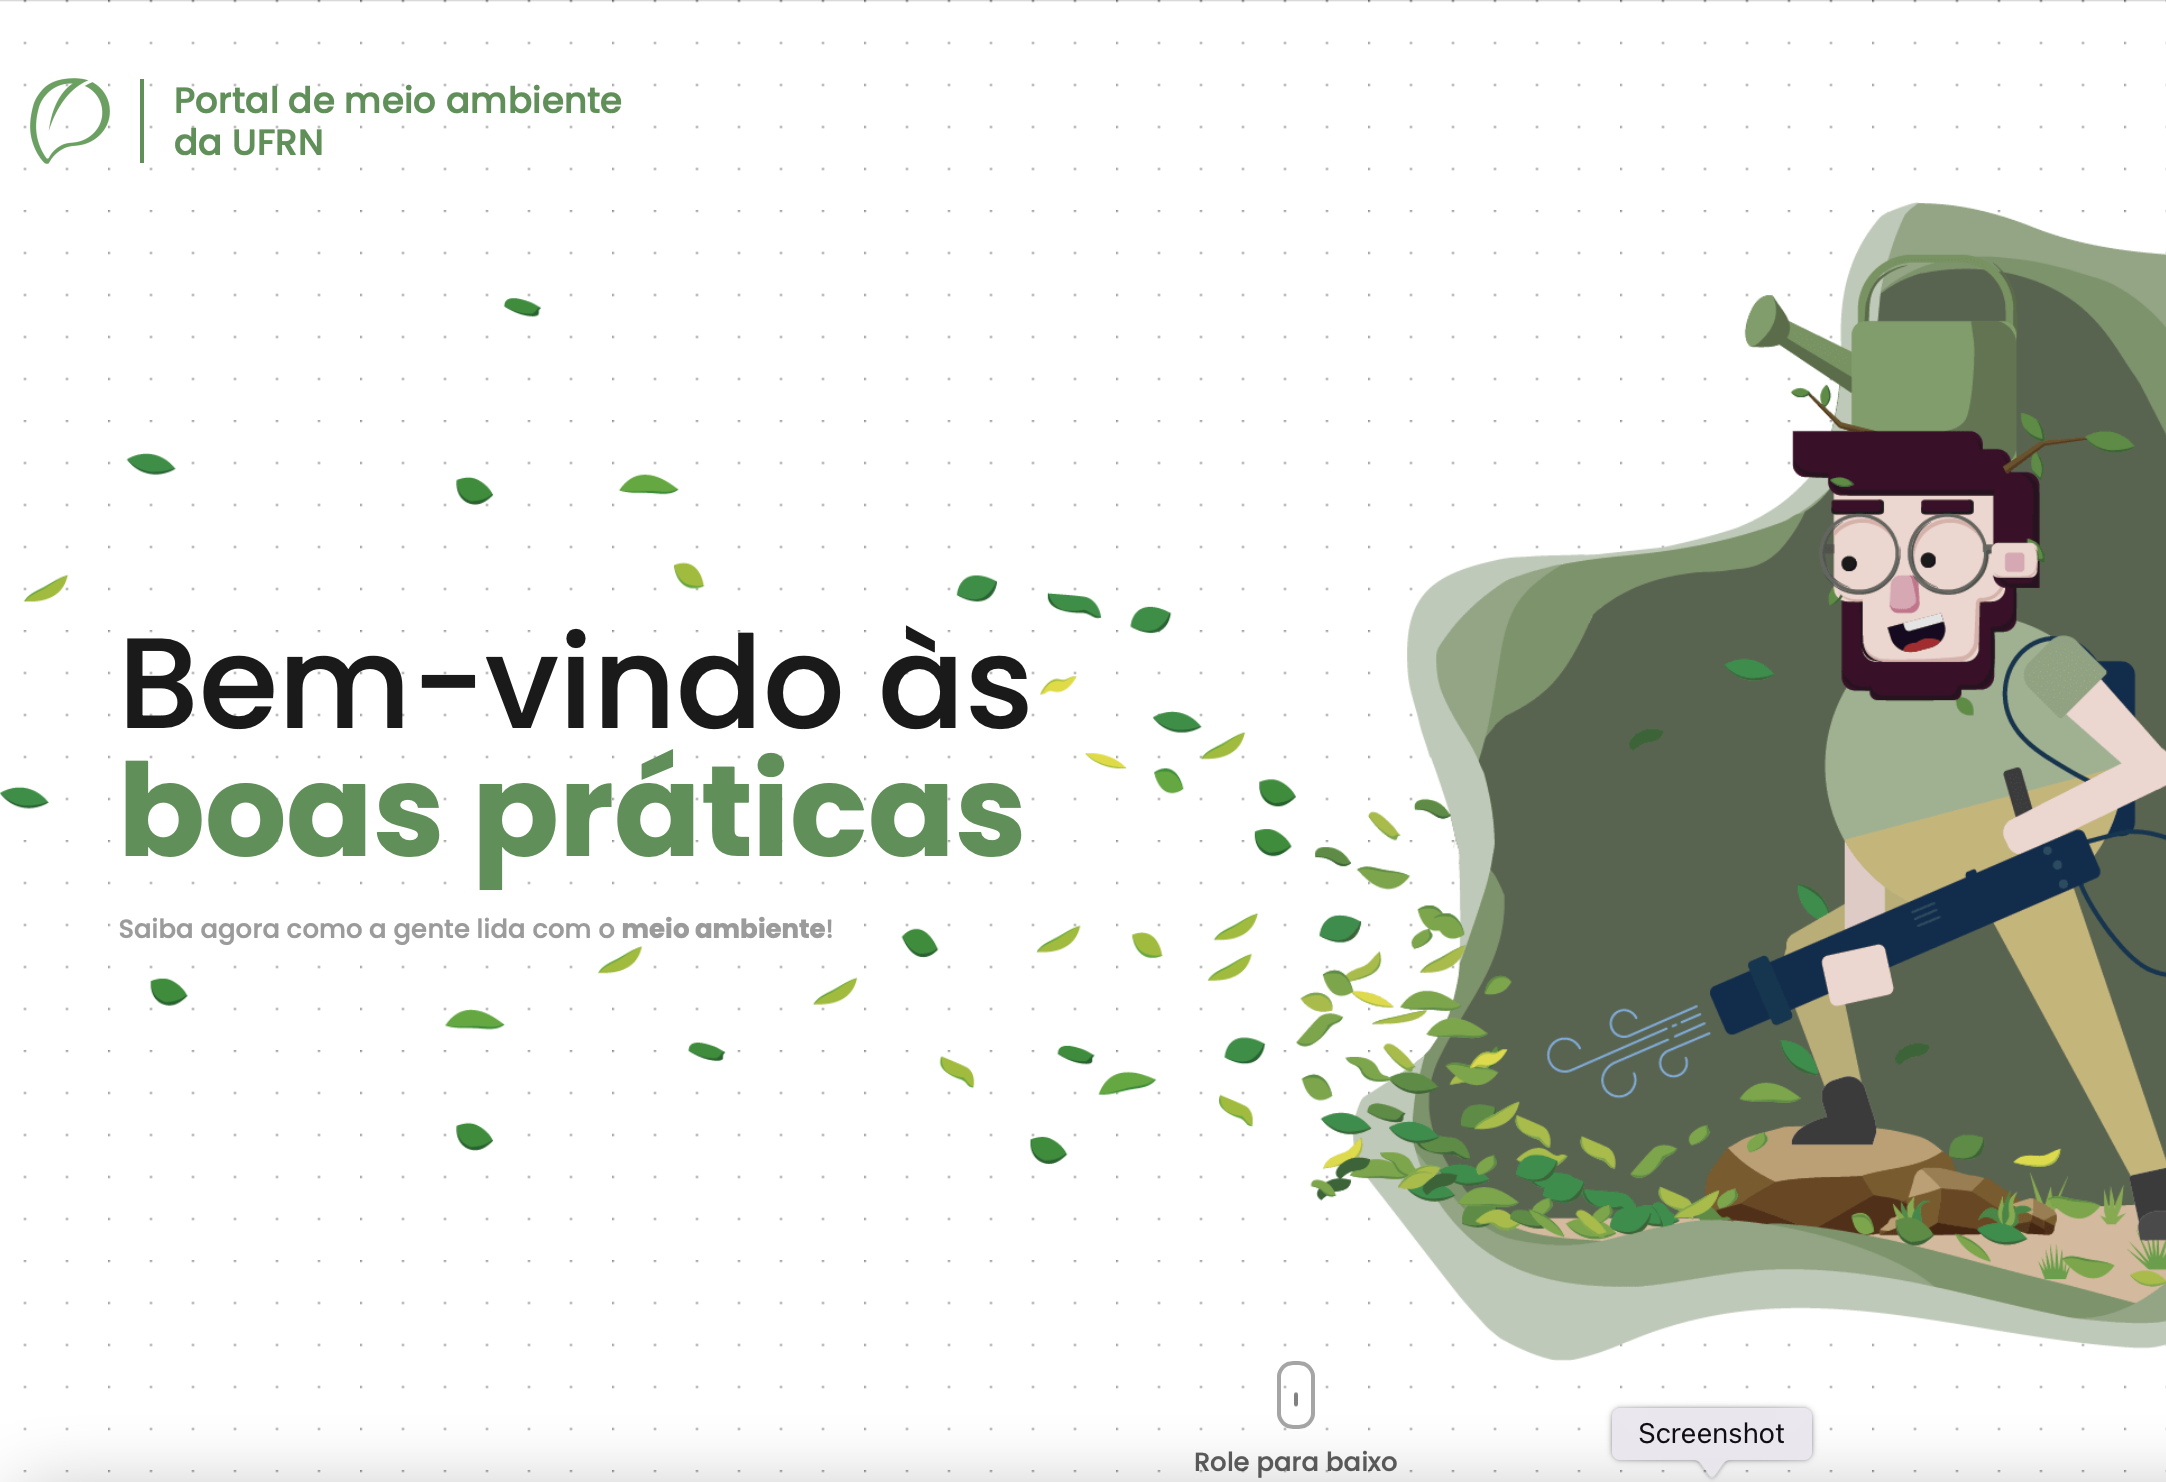 Portal de meio ambiente
da UFRN
Bem-vindo às
boas práticas
Saiba agora como a gente lida com o meio ambiente!
Role para baixo
Screenshot